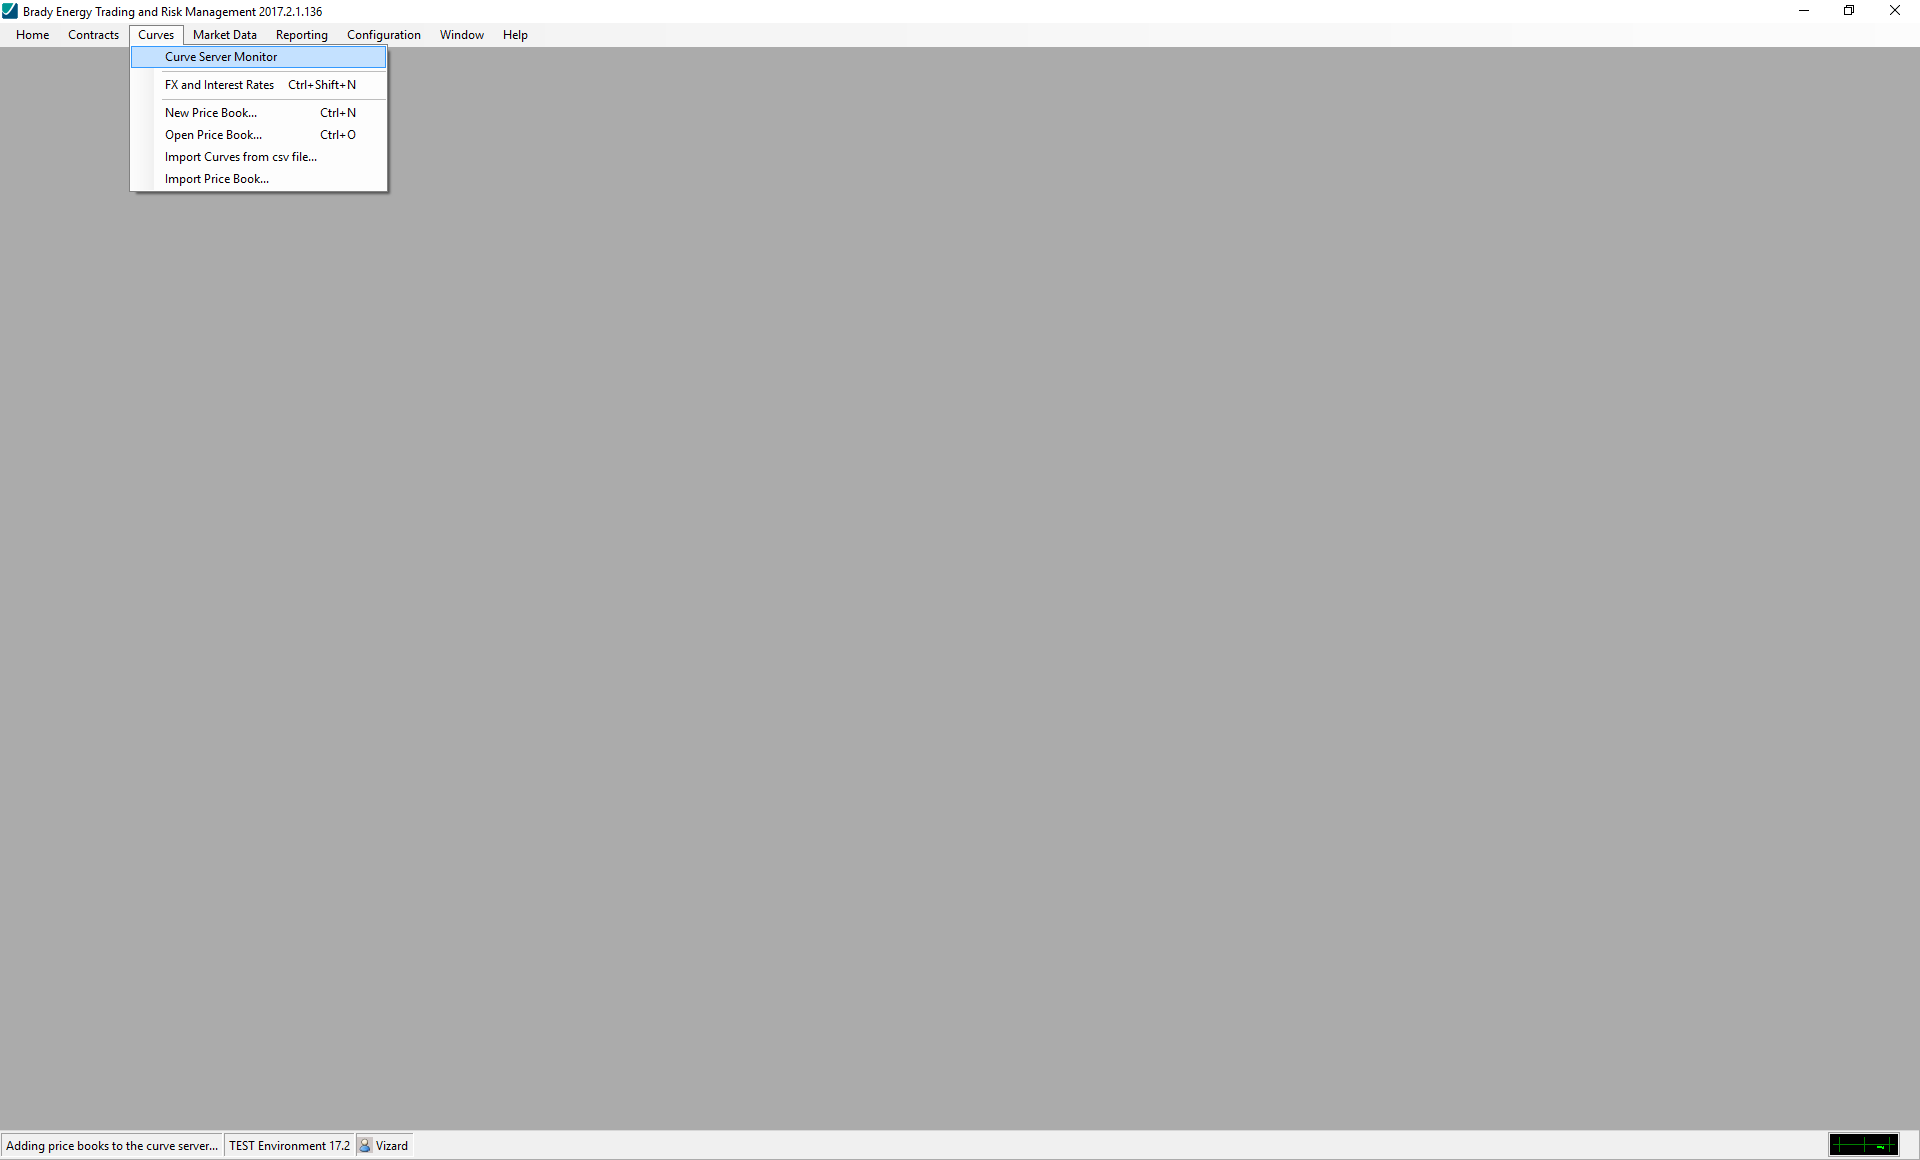 Brady Energy Trading and Risk Management 2017.2.1.136
Home Contracts Curves Market Data Reporting Configuration Window Help
Curve Server Monitor
FX and Interest Rates Ctrl+Shift+N
New Price Book... Ctrl+N
Open Price Book... Ctrl+O
Import Curves from csv file...
Import Price Book...
Adding price books to the curve server... TEST Environment 17.2 Vizard